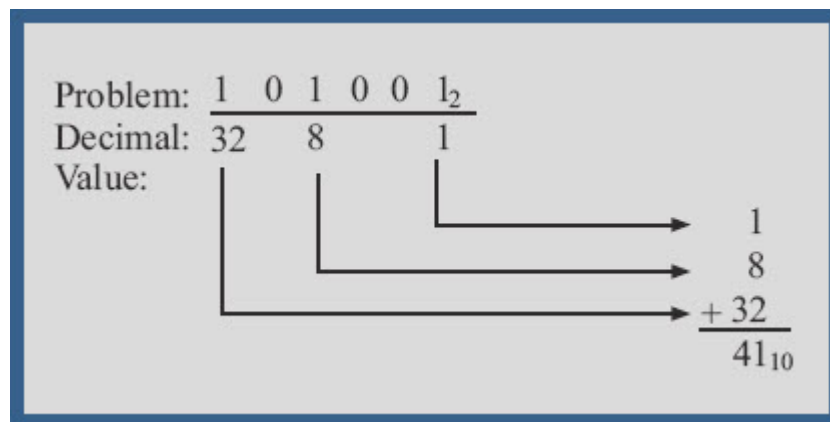 Problem: 1 0 1 0 0 1₂
Decimal: 32 8 1
Value:
1
8
+ 32
41₁₀